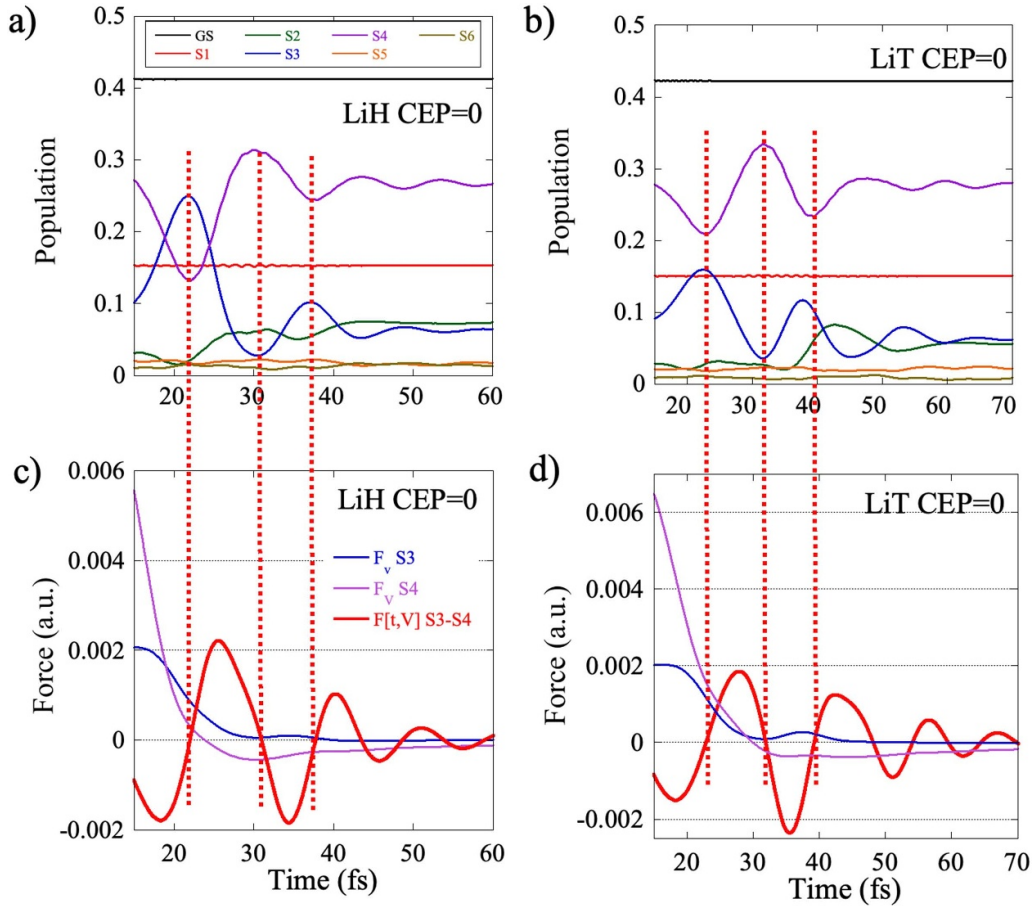 a)
0.5
0.4
0.3
0.2
0.1
0
Population
GS
S2
S4
S6
S1
S3
S5
LiH CEP=0
20
30
40
50
60
b)
0.5
0.4
0.3
0.2
0.1
0
Population
LiT CEP=0
20
30
40
50
60
70
c)
0.006
0.004
0.002
0
-0.002
Force (a.u.)
LiH CEP=0
Fv S3
FV S4
F[t,V] S3-S4
20
30
40
50
60
Time (fs)
d)
0.006
0.004
0.002
0
-0.002
Force (a.u.)
LiT CEP=0
20
30
40
50
60
70
Time (fs)